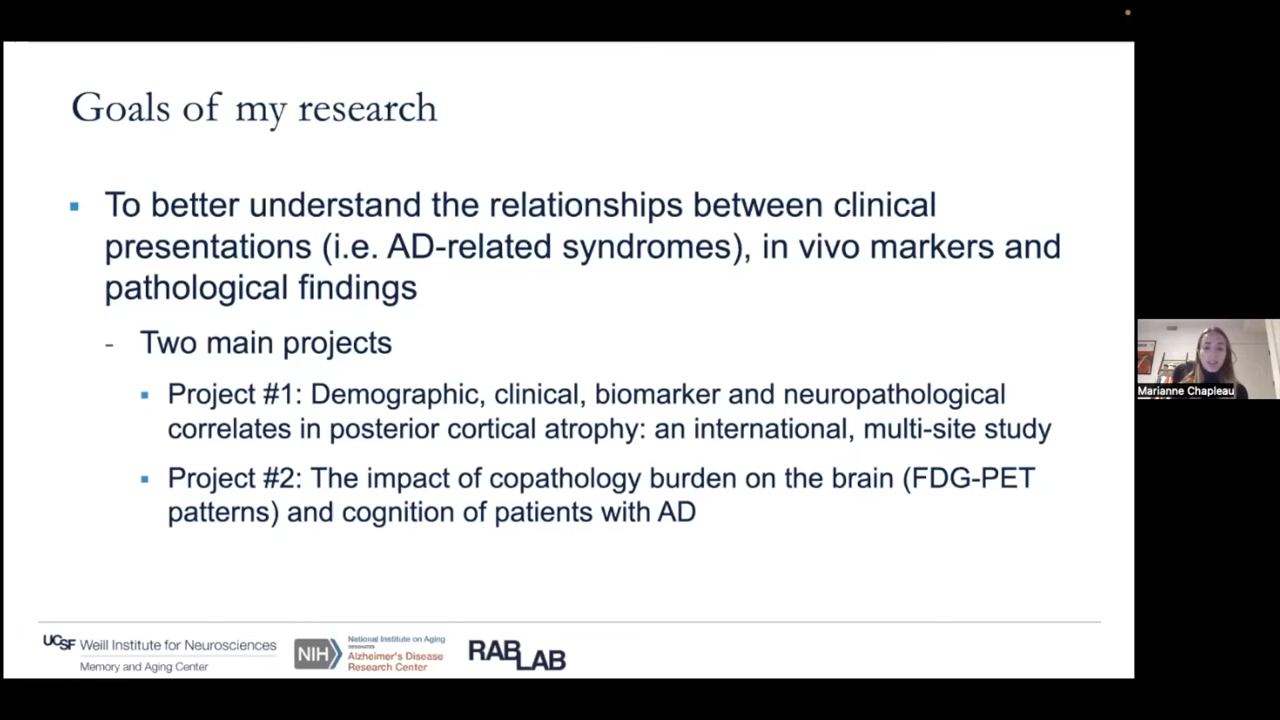 Goals of my research
▪ To better understand the relationships between clinical
presentations (i.e. AD-related syndromes), in vivo markers and
pathological findings
- Two main projects
▪ Project #1: Demographic, clinical, biomarker and neuropathological
correlates in posterior cortical atrophy: an international, multi-site study
▪ Project #2: The impact of copathology burden on the brain (FDG-PET
patterns) and cognition of patients with AD
Marianne Chapleau
UCSF Weill Institute for Neurosciences
Memory and Aging Center
NIH
National Institute on Aging
Alzheimer's Disease
Research Center
RAB LAB